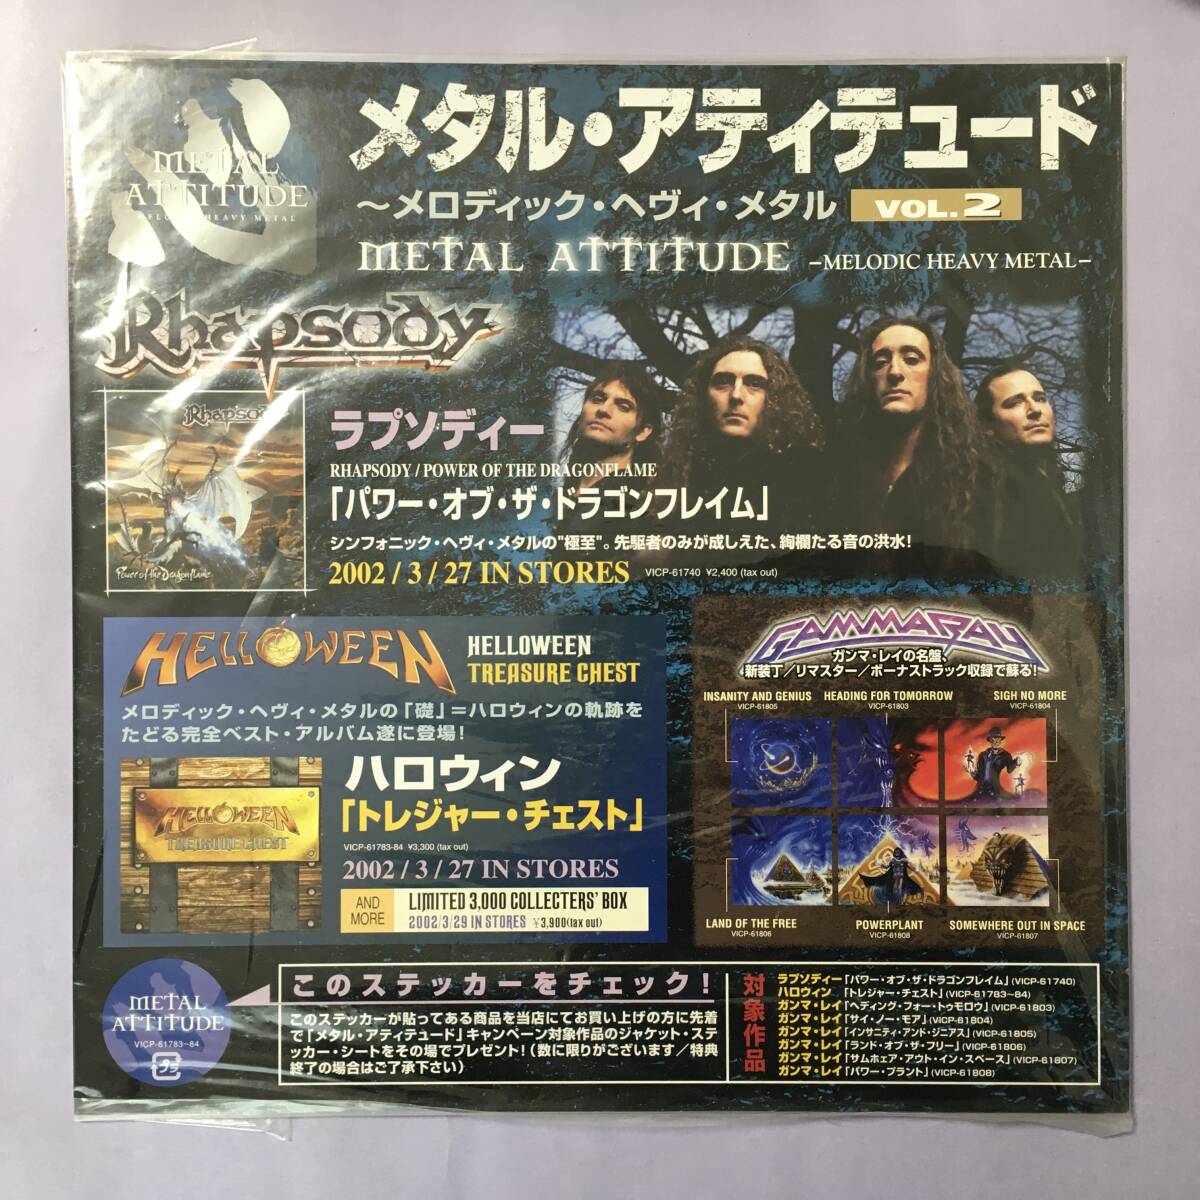 METAL
ATTITUDE
HEAVY METAL
メタル・アティテュード
～メロディック・ヘヴィ・メタル VOL.2
METAL ATTITUDE –MELODIC HEAVY METAL–
Rhapsody
Rhapsody
Power of the Dragonflame
ラプソディー
RHAPSODY / POWER OF THE DRAGONFLAME
「パワー・オブ・ザ・ドラゴンフレイム」
シンフォニック・ヘヴィ・メタルの"極至"。先駆者のみが成しえた、絢欄たる音の洪水！
2002 / 3 / 27 IN STORES VICP-61740 ¥2,400 (tax out)
HELLOWEEN
HELLOWEEN
TREASURE CHEST
メロディック・ヘヴィ・メタルの「礎」＝ハロウィンの軌跡を
たどる完全ベスト・アルバム遂に登場！
HELLOWEEN
TREASURE CHEST
ハロウィン
「トレジャー・チェスト」
VICP-61783-84 ¥3,300 (tax out)
2002 / 3 / 27 IN STORES
AND
MORE
LIMITED 3,000 COLLECTERS' BOX
2002/3/29 IN STORES ¥3,900(tax out)
GAMMARAY
ガンマ・レイの名盤、
新装丁／リマスター／ボーナストラック収録で蘇る！
INSANITY AND GENIUS
VICP-61805
HEADING FOR TOMORROW
VICP-61803
SIGH NO MORE
VICP-61804
LAND OF THE FREE
VICP-61806
POWERPLANT
VICP-61808
SOMEWHERE OUT IN SPACE
VICP-61807
METAL
ATTITUDE
VICP-61783~84
プラ
このステッカーをチェック！
このステッカーが貼ってある商品を当店にてお買い上げの方に先着
で「メタル・アティテュード」キャンペーン対象作品のジャケット・ステ
ッカー・シートをその場でプレゼント！（数に限りがございます／特典
終了の場合はご了承下さい）
対象作品
ラプソディー「パワー・オブ・ザ・ドラゴンフレイム」(VICP-61740)
ハロウィン 「トレジャー・チェスト」(VICP-61783~84)
ガンマ・レイ「ヘディング・フォー・トゥモロウ」(VICP-61803)
ガンマ・レイ「サイ・ノー・モア」(VICP-61804)
ガンマ・レイ「インサニティ・アンド・ジニアス」(VICP-61805)
ガンマ・レイ「ランド・オブ・ザ・フリー」(VICP-61806)
ガンマ・レイ「サムホェア・アウト・イン・スペース」(VICP-61807)
ガンマ・レイ「パワー・プラント」(VICP-61808)